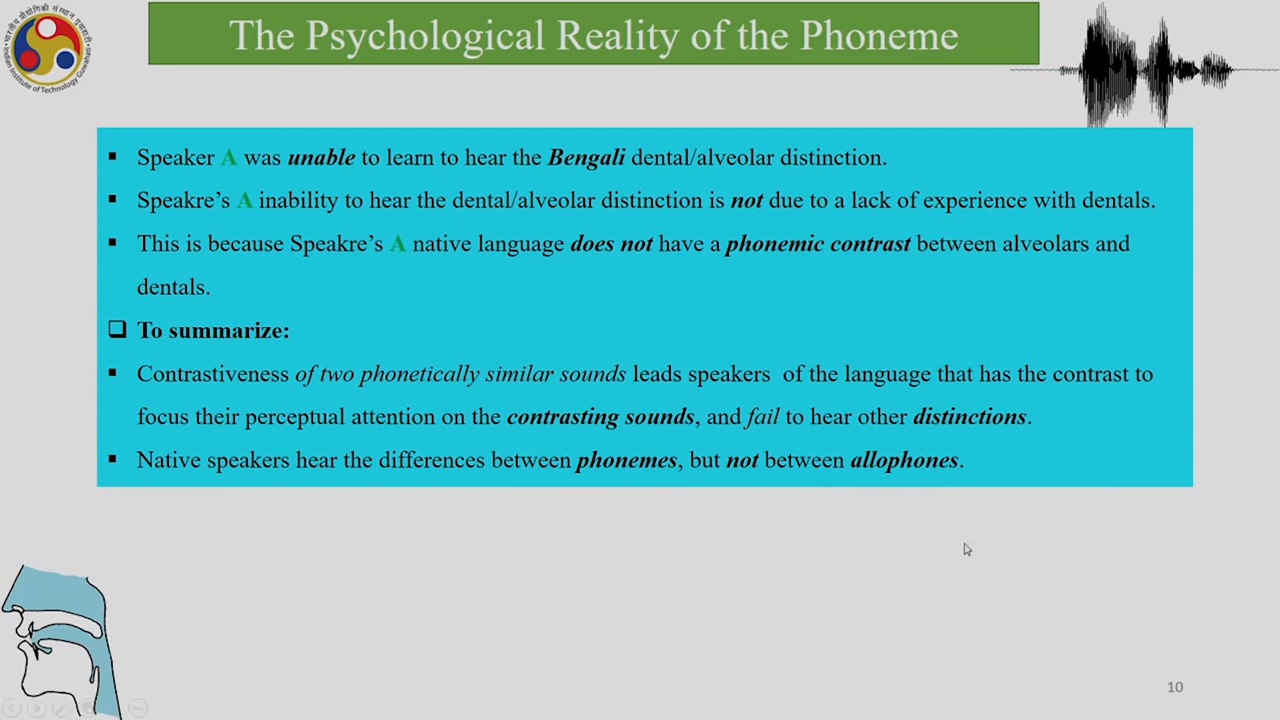 The Psychological Reality of the Phoneme
▪ Speaker A was unable to learn to hear the Bengali dental/alveolar distinction.
▪ Speakre's A inability to hear the dental/alveolar distinction is not due to a lack of experience with dentals.
▪ This is because Speakre's A native language does not have a phonemic contrast between alveolars and
dentals.
❑ To summarize:
▪ Contrastiveness of two phonetically similar sounds leads speakers of the language that has the contrast to
focus their perceptual attention on the contrasting sounds, and fail to hear other distinctions.
▪ Native speakers hear the differences between phonemes, but not between allophones.
10